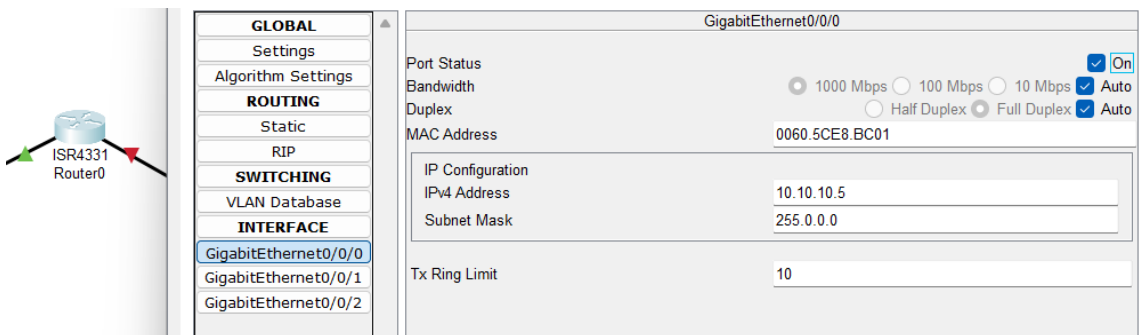 ISR4331
Router0
GLOBAL
Settings
Algorithm Settings
ROUTING
Static
RIP
SWITCHING
VLAN Database
INTERFACE
GigabitEthernet0/0/0
GigabitEthernet0/0/1
GigabitEthernet0/0/2
GigabitEthernet0/0/0
Port Status On
Bandwidth 1000 Mbps 100 Mbps 10 Mbps Auto
Duplex Half Duplex Full Duplex Auto
MAC Address 0060.5CE8.BC01
IP Configuration
IPv4 Address 10.10.10.5
Subnet Mask 255.0.0.0
Tx Ring Limit 10